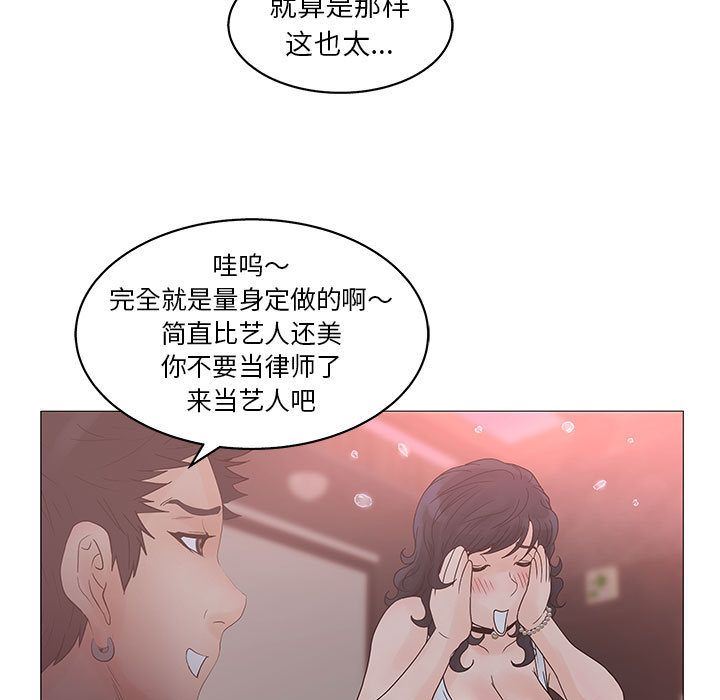 就算是那样
这也太...
哇呜～
完全就是量身定做的啊～
简直比艺人还美
你不要当律师了
来当艺人吧